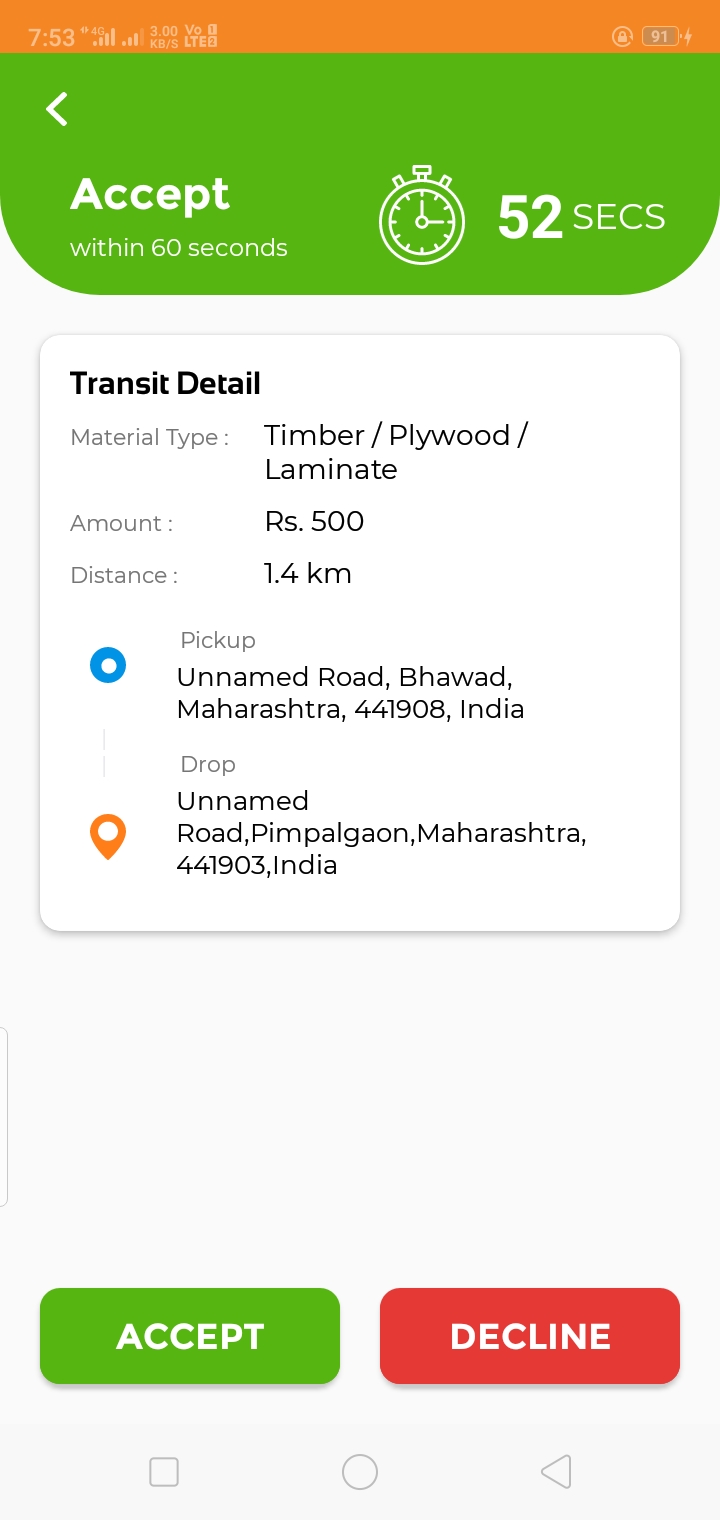 7:53 4G 3.00 KB/S Vo LTE 1 2 91
Accept
within 60 seconds
52 SECS
Transit Detail
Material Type : Timber / Plywood /
Laminate
Amount : Rs. 500
Distance : 1.4 km
Pickup
Unnamed Road, Bhawad,
Maharashtra, 441908, India
Drop
Unnamed
Road,Pimpalgaon,Maharashtra,
441903,India
ACCEPT DECLINE